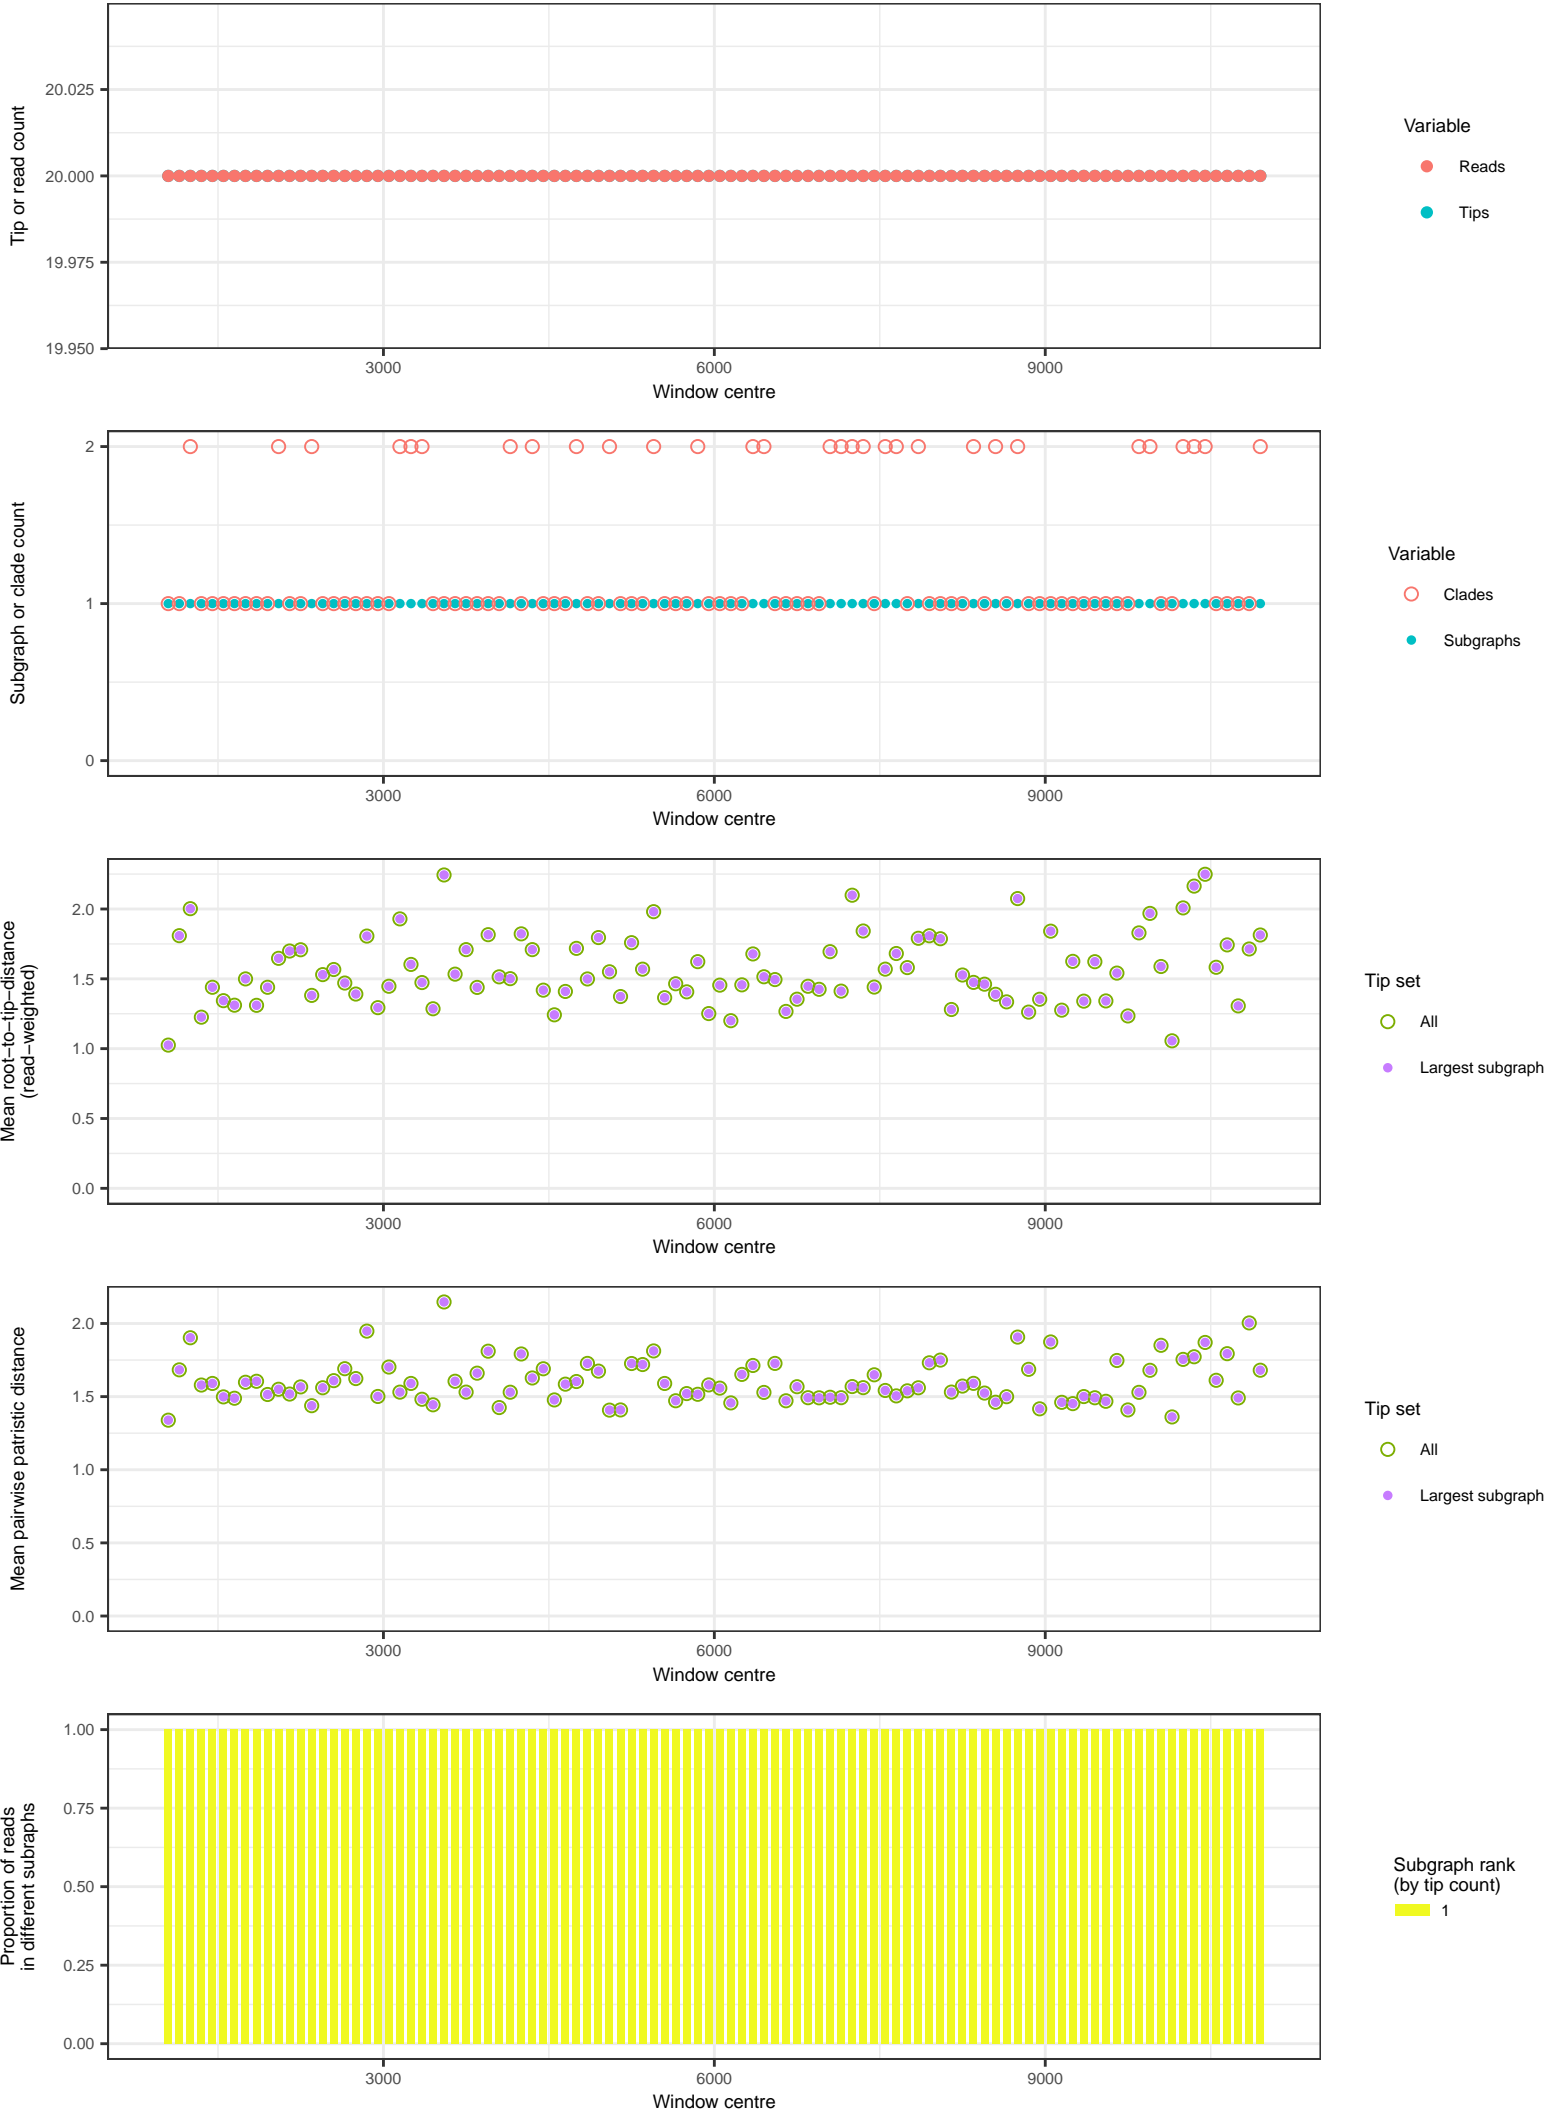 Tip or read count
20.025
20.000
19.975
19.950
3000
6000
9000
Window centre
Variable
Reads
Tips
Subgraph or clade count
2
1
0
3000
6000
9000
Window centre
Variable
Clades
Subgraphs
Mean root−to−tip−distance
(read−weighted)
2.0
1.5
1.0
0.5
0.0
3000
6000
9000
Window centre
Tip set
All
Largest subgraph
Mean pairwise patristic distance
2.0
1.5
1.0
0.5
0.0
3000
6000
9000
Window centre
Tip set
All
Largest subgraph
Proportion of reads
in different subraphs
1.00
0.75
0.50
0.25
0.00
3000
6000
9000
Window centre
Subgraph rank
(by tip count)
1